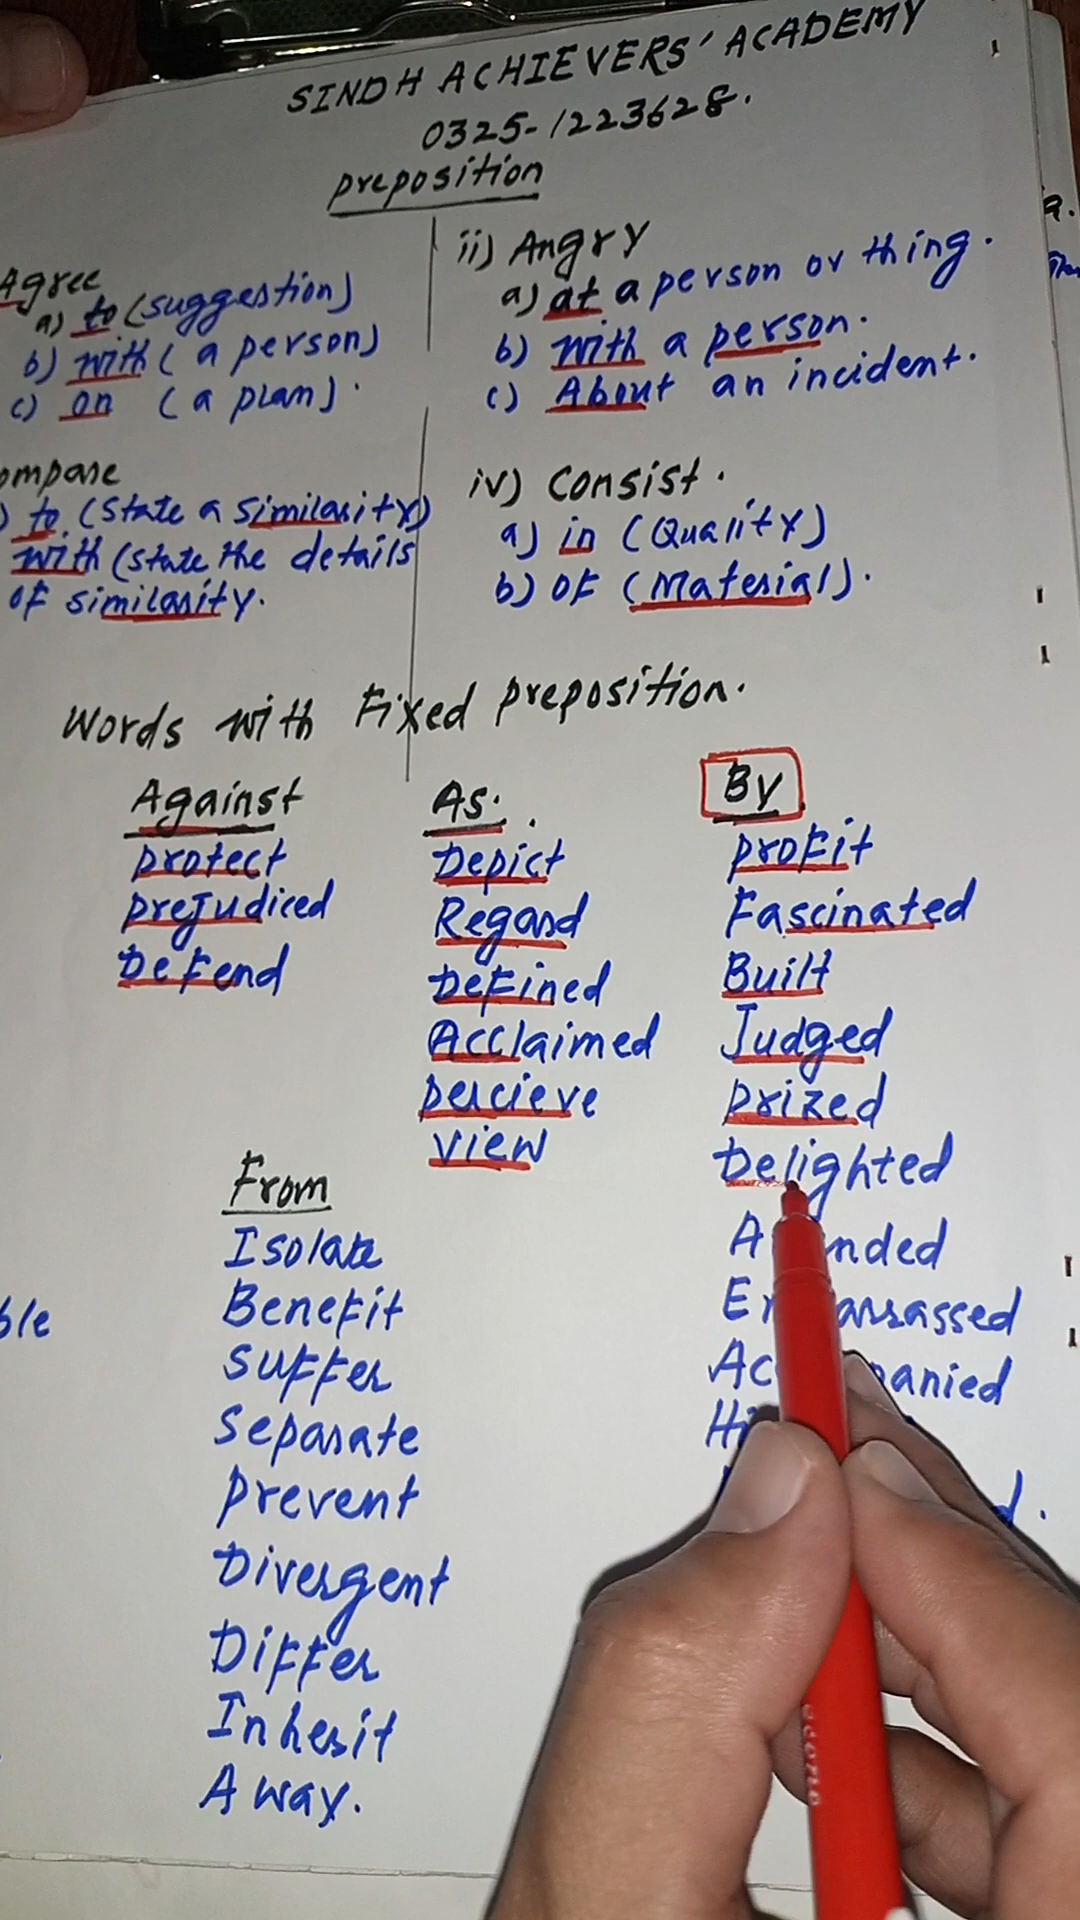 SINDH ACHIEVERS' ACADEMY
0325-1223628.
preposition
Agree
a) to (suggestion)
b) with (a person)
c) on (a plan).
ii) Angry
a) at a person or thing.
b) with a person.
c) About an incident.
ompare
) to (State a similarity)
with (state the details
of similarity.
iv) Consist.
a) in (Quality)
b) of (Material).
Words with Fixed preposition.
Against
protect
prejudiced
Defend
As.
Depict
Regard
Defined
Acclaimed
percieve
view
By
profit
Fascinated
Built
Judged
prized
Delighted
From
Isolate
Benefit
suffer
separate
prevent
Divergent
Differ
Inherit
Away.
ble
econo